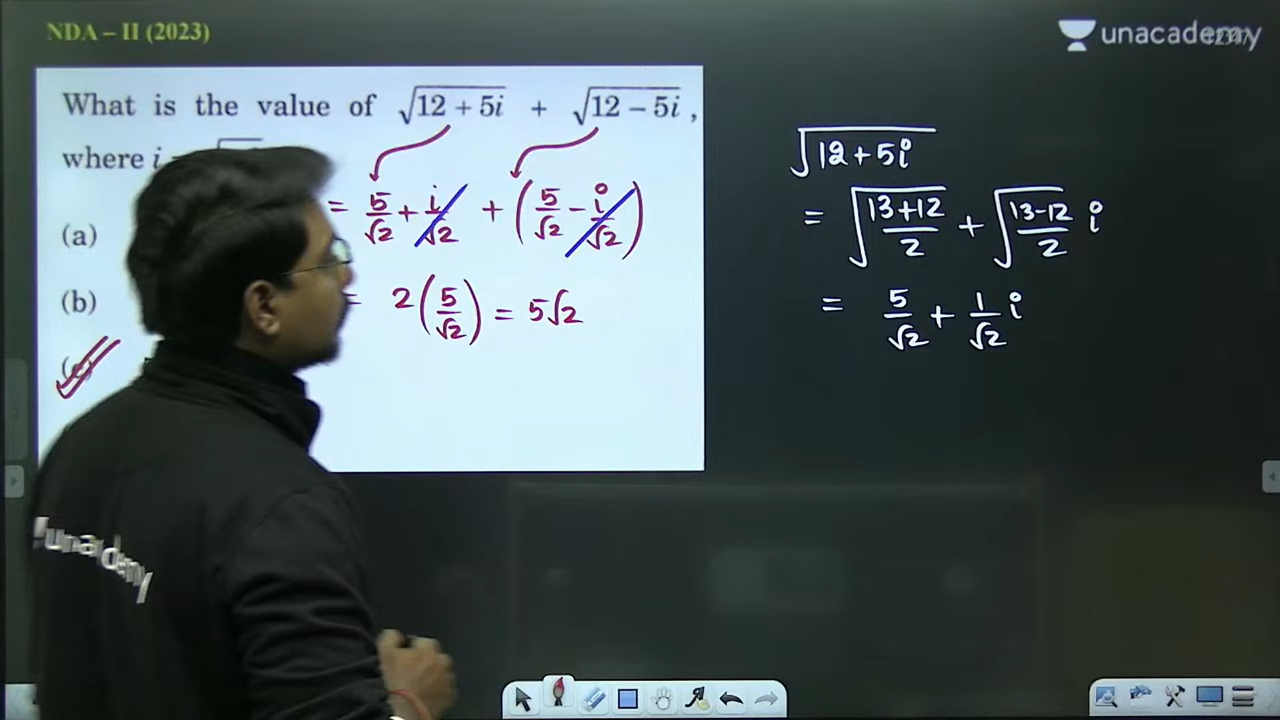 NDA – II (2023)
unacademy
What is the value of √12 + 5i + √12 – 5i ,
where i
= 5/√2 + i/√2 + (5/√2 – i/√2)
(a)
(b)
= 2(5/√2) = 5√2
√12+5i
= √(13+12)/2 + √(13-12)/2 i
= 5/√2 + 1/√2 i
unacademy